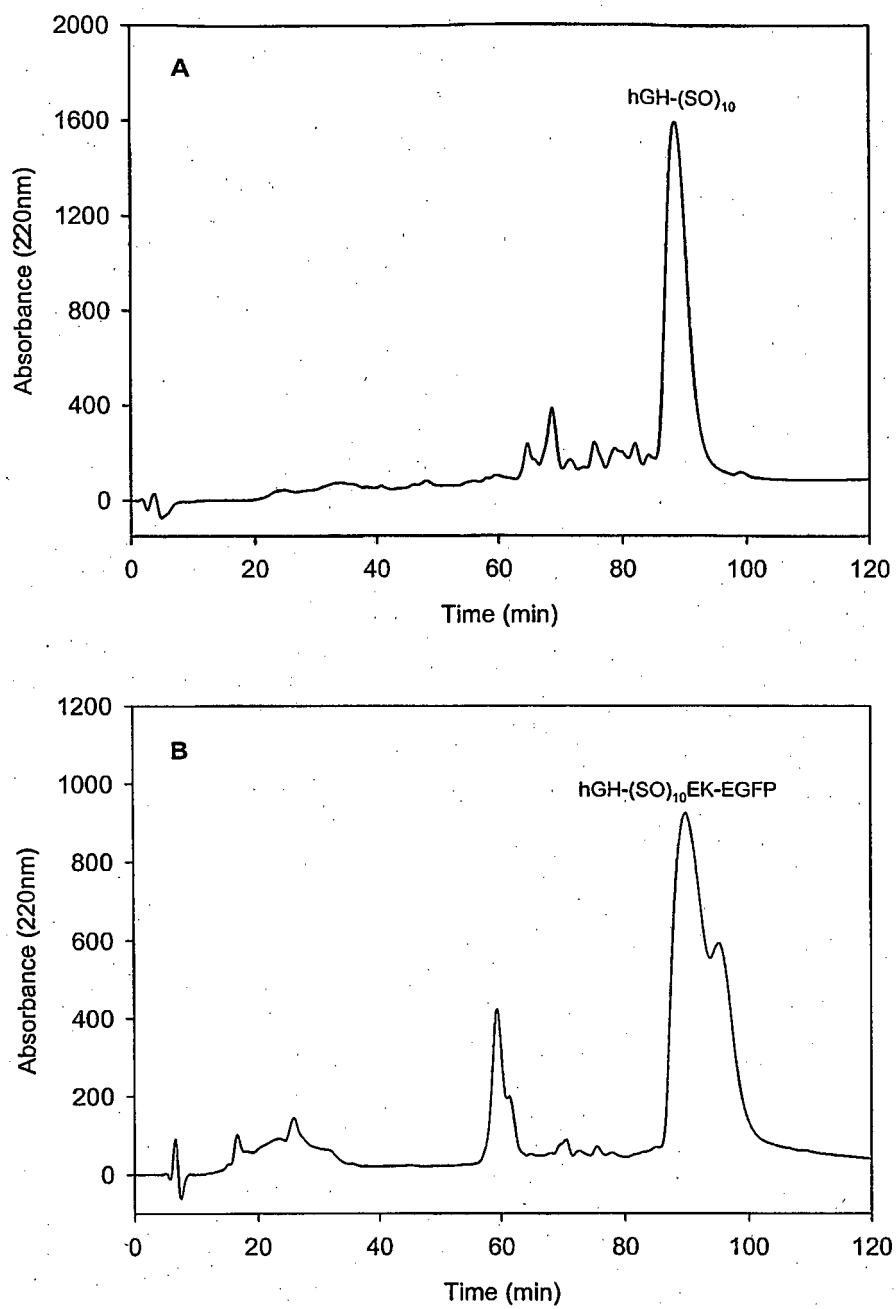 A
hGH-(SO)₁₀
2000
1600
1200
800
400
0
Absorbance (220nm)
0 20 40 60 80 100 120
Time (min)
B
hGH-(SO)₁₀EK-EGFP
1200
1000
800
600
400
200
0
Absorbance (220nm)
0 20 40 60 80 100 120
Time (min)